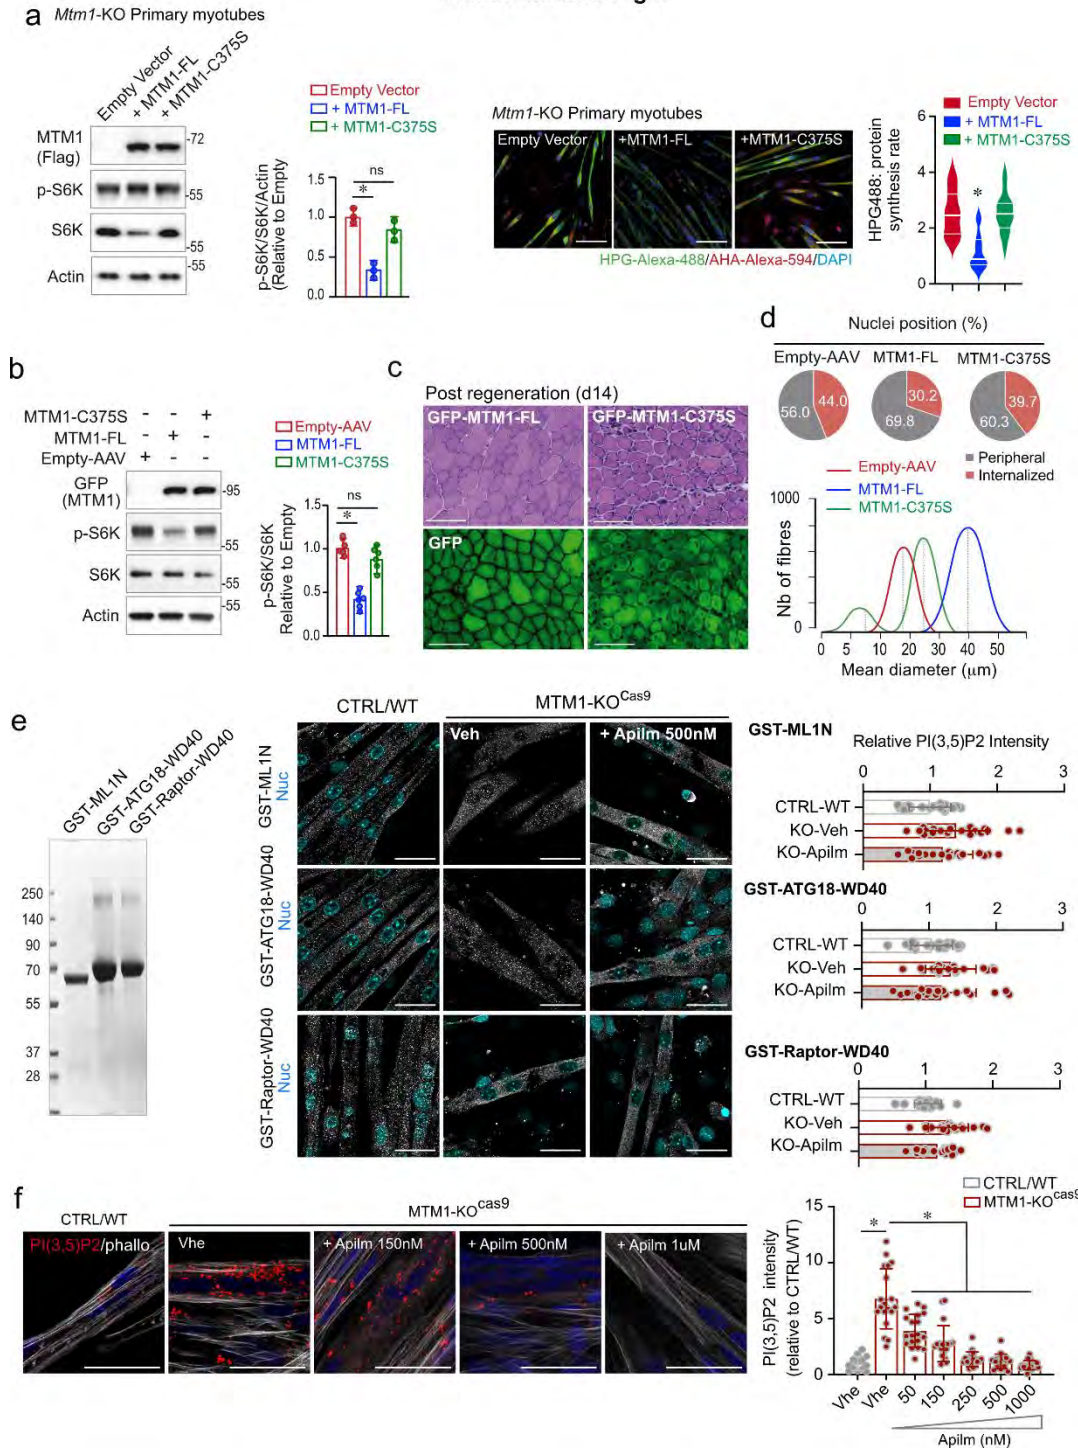 a
Mtm1-KO Primary myotubes
Empty Vector
+ MTM1-FL
+ MTM1-C375S
MTM1
(Flag)
-72
p-S6K
-55
S6K
-55
Actin
-55
Empty Vector
+ MTM1-FL
+ MTM1-C375S
p-S6K/S6K/Actin
(Relative to Empty)
ns
*
1.5
1.0
0.5
0.0
Mtm1-KO Primary myotubes
Empty Vector
+MTM1-FL
+MTM1-C375S
HPG-Alexa-488/AHA-Alexa-594/DAPI
Empty Vector
+ MTM1-FL
+ MTM1-C375S
HPG488: protein
synthesis rate
6
4
2
0
*
b
MTM1-C375S - - +
MTM1-FL - + -
Empty-AAV + - -
GFP
(MTM1)
-95
p-S6K
-55
S6K
-55
Actin
-55
Empty-AAV
MTM1-FL
MTM1-C375S
p-S6K/S6K
Relative to Empty
ns
*
1.5
1.0
0.5
0.0
c
Post regeneration (d14)
GFP-MTM1-FL
GFP-MTM1-C375S
GFP
d
Nuclei position (%)
Empty-AAV
MTM1-FL
MTM1-C375S
56.0
44.0
30.2
69.8
39.7
60.3
Peripheral
Internalized
Empty-AAV
MTM1-FL
MTM1-C375S
Nb of fibres
1000
0
0 5 10 20 30 40 50
Mean diameter (μm)
e
GST-ML1N
GST-ATG18-WD40
GST-Raptor-WD40
250
140
90
70
55
37
28
CTRL/WT
MTM1-KOCas9
Veh
+ Apilm 500nM
GST-ML1N
Nuc
GST-ATG18-WD40
Nuc
GST-Raptor-WD40
Nuc
GST-ML1N
Relative PI(3,5)P2 Intensity
0 1 2 3
CTRL-WT
KO-Veh
KO-Apilm
GST-ATG18-WD40
0 1 2 3
CTRL-WT
KO-Veh
KO-Apilm
GST-Raptor-WD40
0 1 2 3
CTRL-WT
KO-Veh
KO-Apilm
f
CTRL/WT
MTM1-KOcas9
PI(3,5)P2/phallo
Vhe
+ Apilm 150nM
+ Apilm 500nM
+ Apilm 1uM
CTRL/WT
MTM1-KOcas9
PI(3,5)P2 intensity
(relative to CTRL/WT)
15
10
5
0
*
*
Vhe Vhe 50 150 250 500 1000
Apilm (nM)